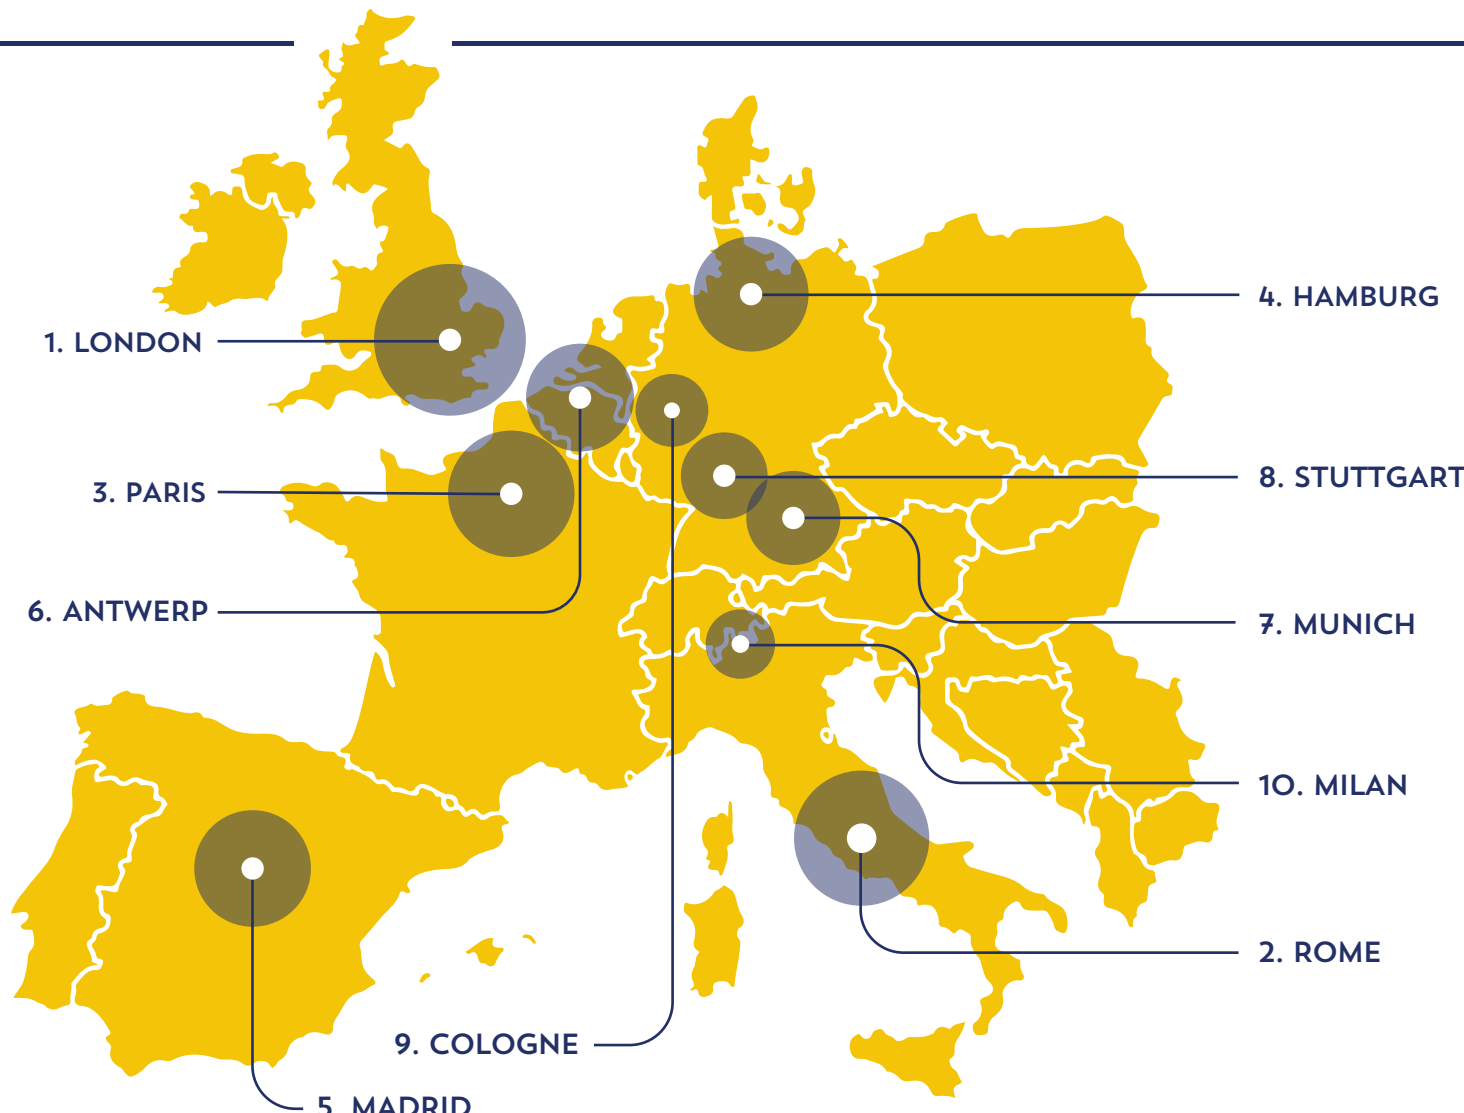 4. HAMBURG
1. LONDON
8. STUTTGART
3. PARIS
6. ANTWERP
7. MUNICH
10. MILAN
2. ROME
9. COLOGNE
5. MADRID